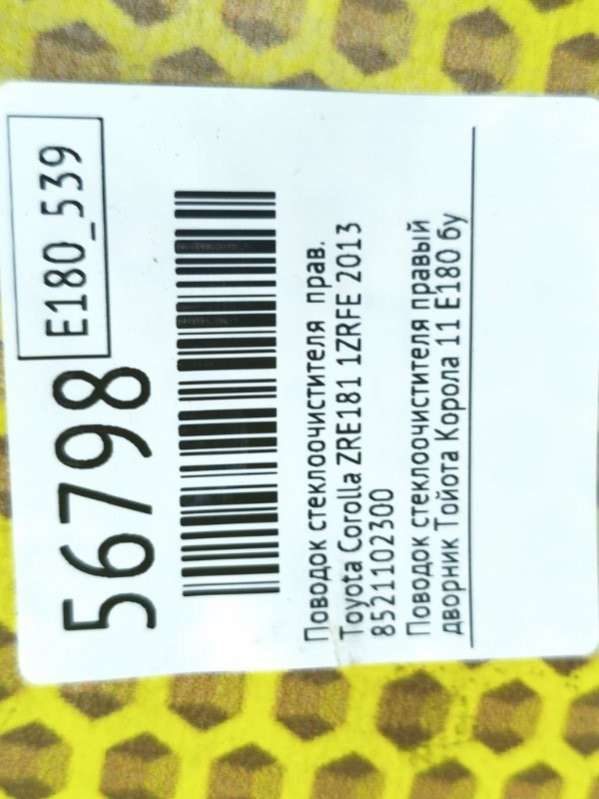 56798
E180_539
Поводок стеклоочистителя прав.
Toyota Corolla ZRE181 1ZRFE 2013
8521102300
Поводок стеклоочистителя правый
дворник Тойота Корола 11 Е180 бу